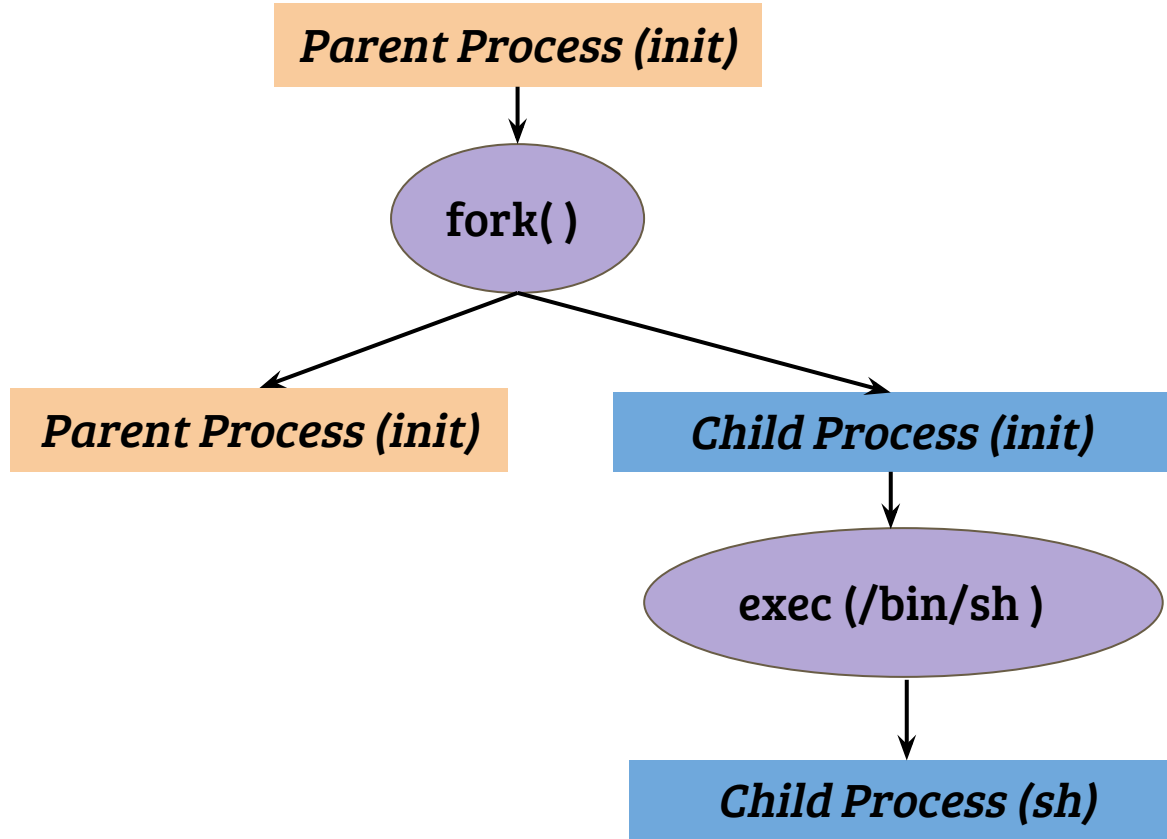 Parent Process (init)
fork( )
Parent Process (init)
Child Process (init)
exec (/bin/sh )
Child Process (sh)